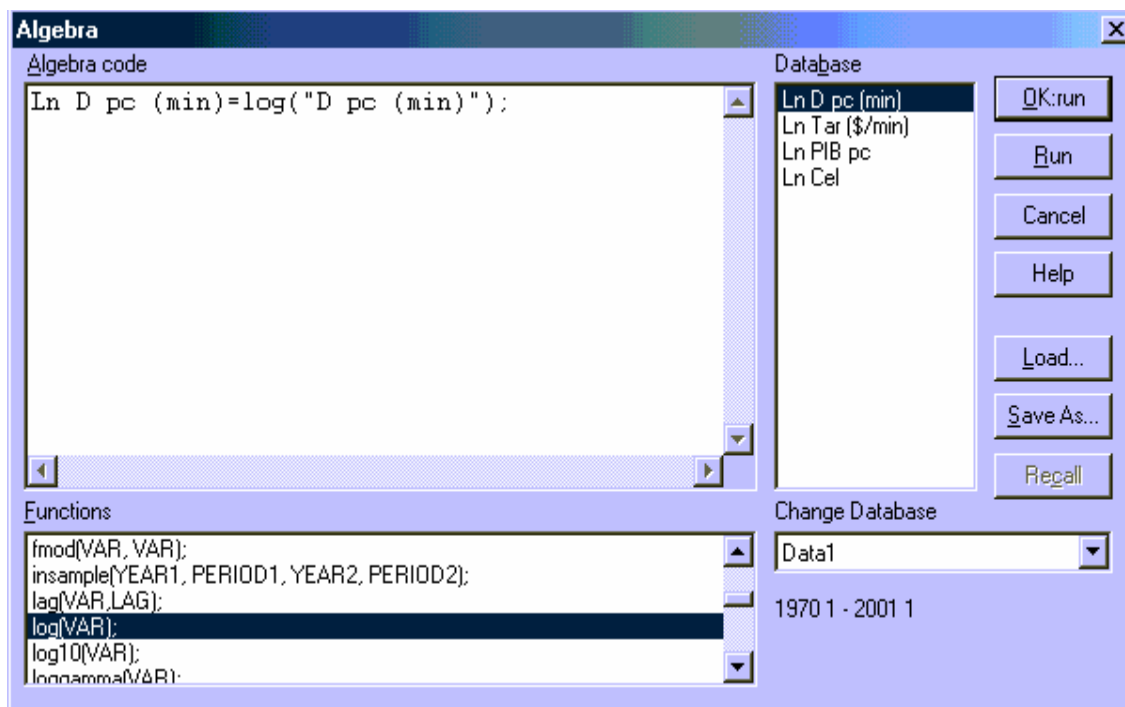 Algebra
Algebra code
Ln D pc (min)=log("D pc (min)");
Database
Ln D pc (min)
Ln Tar ($/min)
Ln PIB pc
Ln Cel
OK:run
Run
Cancel
Help
Load...
Save As...
Recall
Functions
fmod(VAR, VAR);
insample(YEAR1, PERIOD1, YEAR2, PERIOD2);
lag(VAR,LAG);
log(VAR);
log10(VAR);
loggamma(VAR);
Change Database
Data1
1970 1 - 2001 1